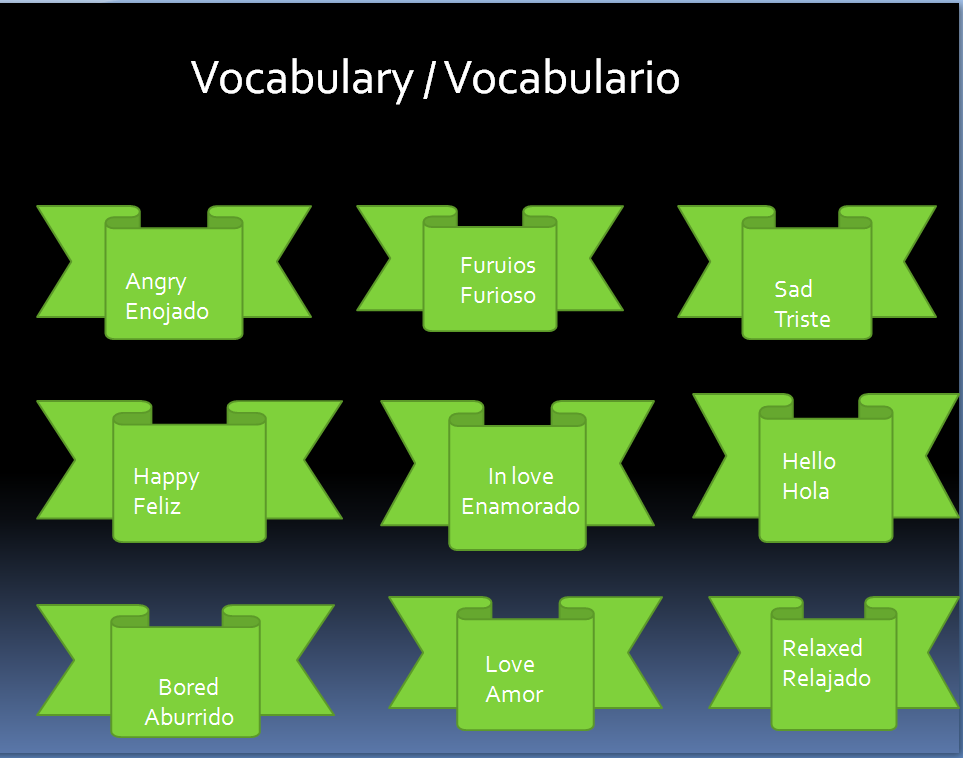 Vocabulary / Vocabulario
Angry
Enojado
Furuios
Furioso
Sad
Triste
Happy
Feliz
In love
Enamorado
Hello
Hola
Bored
Aburrido
Love
Amor
Relaxed
Relajado